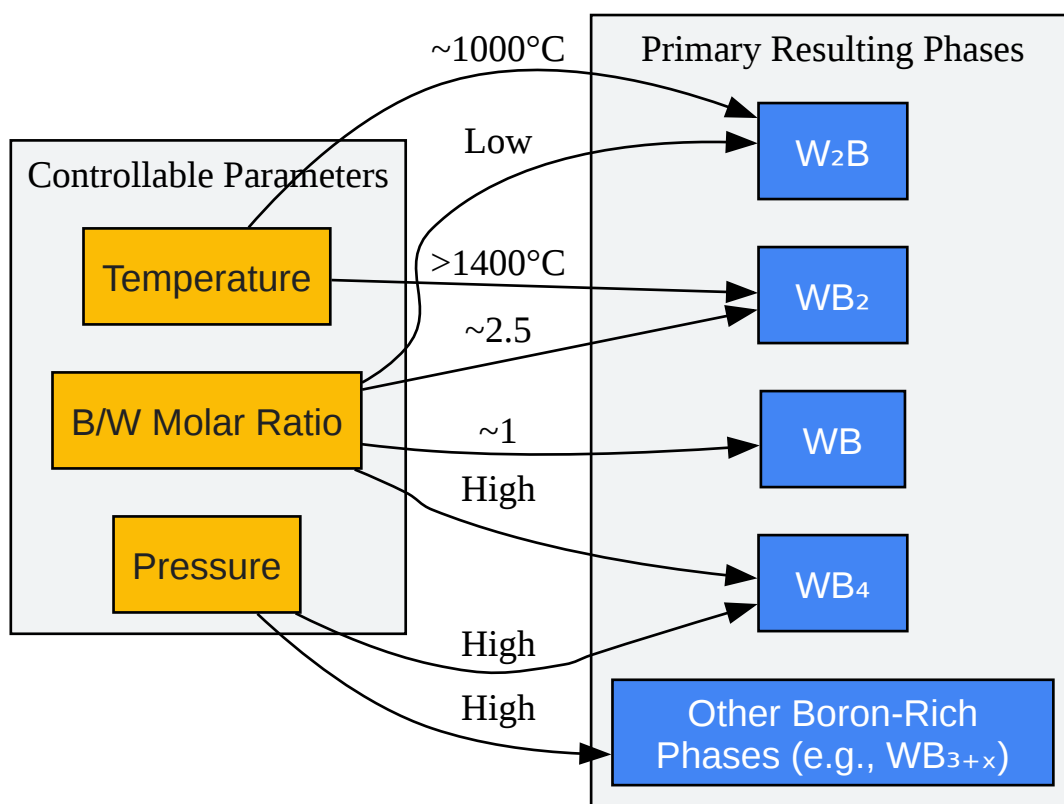 ~1000°C
Primary Resulting Phases
Low
W₂B
Controllable Parameters
Temperature
>1400°C
WB₂
~2.5
B/W Molar Ratio
~1
WB
High
Pressure
WB₄
High
High
Other Boron-Rich
Phases (e.g., WB₃₊ₓ)